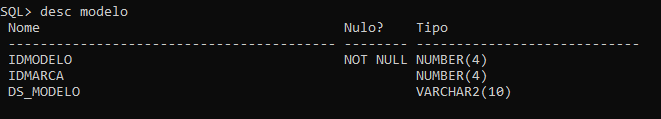 SQL> desc modelo
Nome Nulo? Tipo
----------------------------------------- -------- ----------------------------
IDMODELO NOT NULL NUMBER(4)
IDMARCA NUMBER(4)
DS_MODELO VARCHAR2(10)